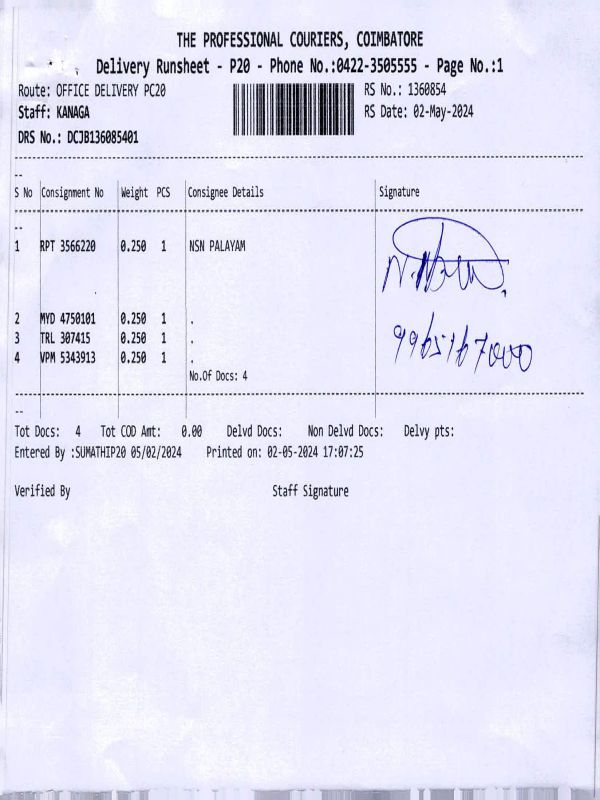 THE PROFESSIONAL COURIERS, COIMBATORE
Delivery Runsheet - P20 - Phone No.:0422-3505555 - Page No.:1
Route: OFFICE DELIVERY PC20 RS No.: 1360854
Staff: KANAGA RS Date: 02-May-2024
DRS No.: DCJB136085401
S No Consignment No Weight PCS Consignee Details Signature
1 RPT 3566220 0.250 1 NSN PALAYAM
2 MYD 4750101 0.250 1 .
3 TRL 307415 0.250 1 .
9965167000
4 VPM 5343913 0.250 1 .
No.Of Docs: 4
Tot Docs: 4 Tot COD Amt: 0.00 Delvd Docs: Non Delvd Docs: Delvy pts:
Entered By :SUMATHIP20 05/02/2024 Printed on: 02-05-2024 17:07:25
Verified By Staff Signature